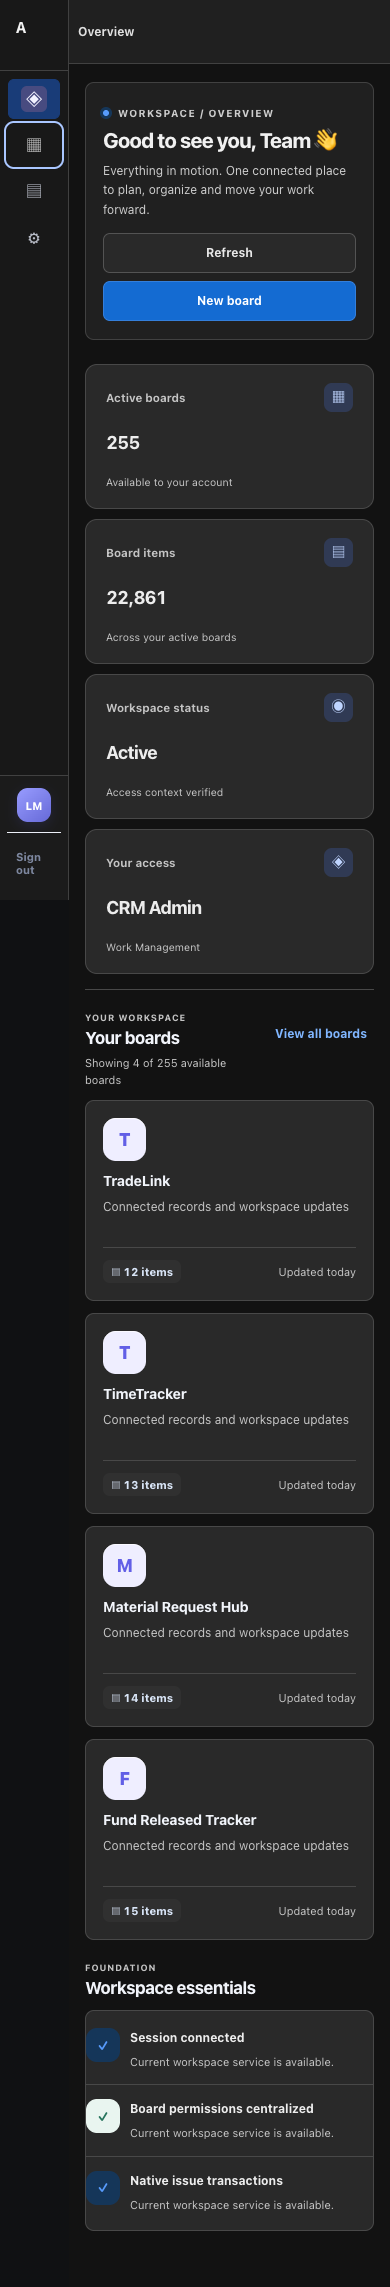 A
Overview
WORKSPACE / OVERVIEW
Good to see you, Team 👋
Everything in motion. One connected place
to plan, organize and move your work
forward.
Refresh
New board
Active boards
255
Available to your account
Board items
22,861
Across your active boards
Workspace status
Active
Access context verified
LM
Sign
out
Your access
CRM Admin
Work Management
YOUR WORKSPACE
Your boards
View all boards
Showing 4 of 255 available
boards
T
TradeLink
Connected records and workspace updates
12 items
Updated today
T
TimeTracker
Connected records and workspace updates
13 items
Updated today
M
Material Request Hub
Connected records and workspace updates
14 items
Updated today
F
Fund Released Tracker
Connected records and workspace updates
15 items
Updated today
FOUNDATION
Workspace essentials
Session connected
Current workspace service is available.
Board permissions centralized
Current workspace service is available.
Native issue transactions
Current workspace service is available.